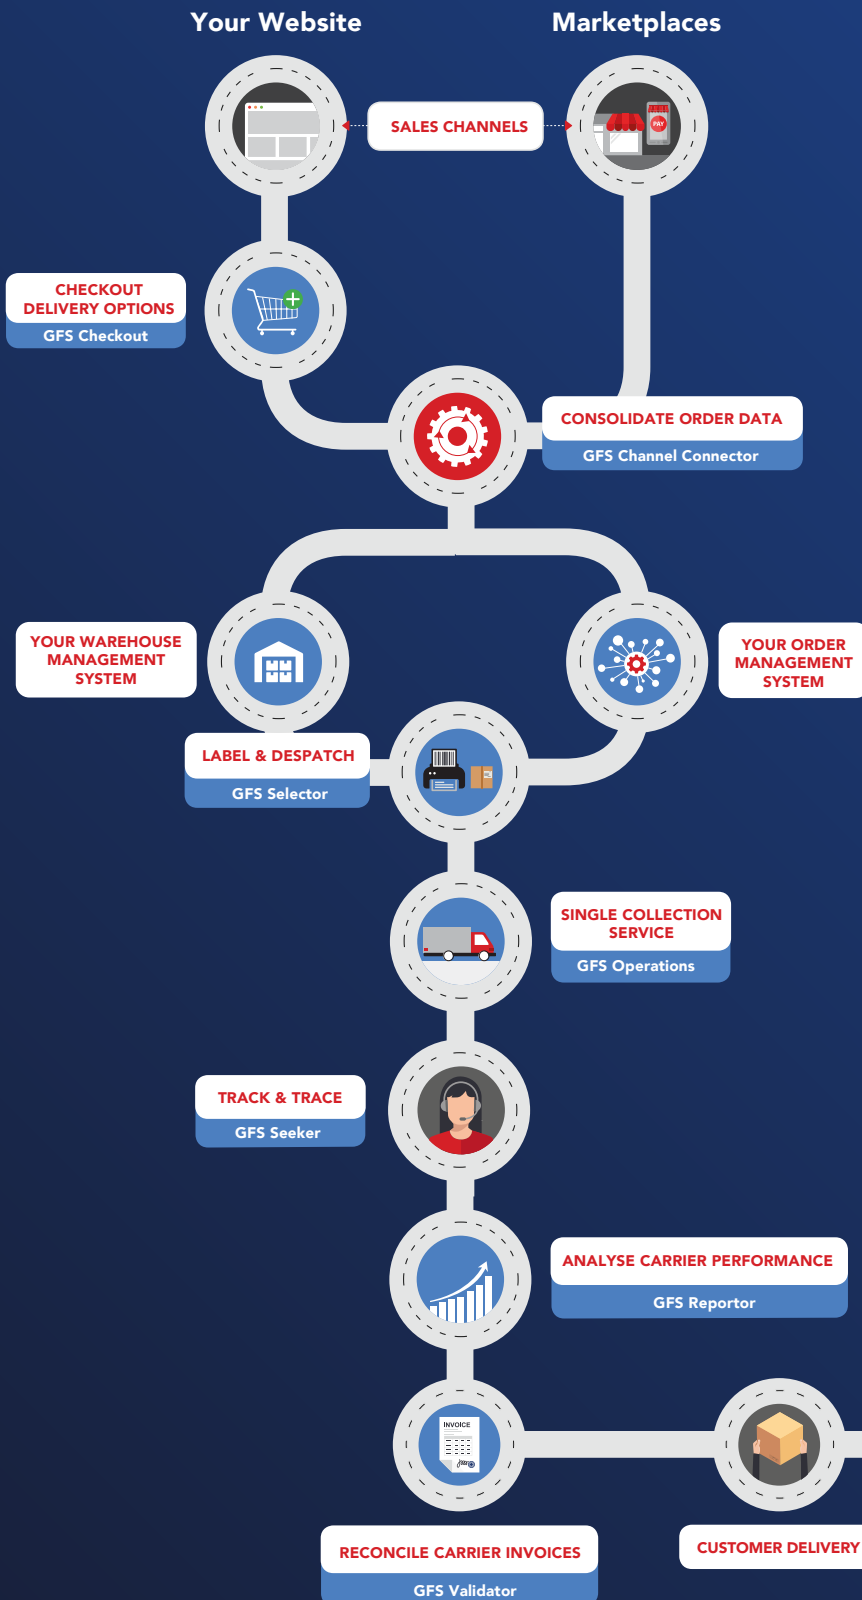 Your Website
Marketplaces
SALES CHANNELS
PAY
CHECKOUT
DELIVERY OPTIONS
GFS Checkout
CONSOLIDATE ORDER DATA
GFS Channel Connector
YOUR WAREHOUSE
MANAGEMENT
SYSTEM
YOUR ORDER
MANAGEMENT
SYSTEM
LABEL & DESPATCH
GFS Selector
SINGLE COLLECTION
SERVICE
GFS Operations
TRACK & TRACE
GFS Seeker
ANALYSE CARRIER PERFORMANCE
GFS Reportor
INVOICE
RECONCILE CARRIER INVOICES
GFS Validator
CUSTOMER DELIVERY